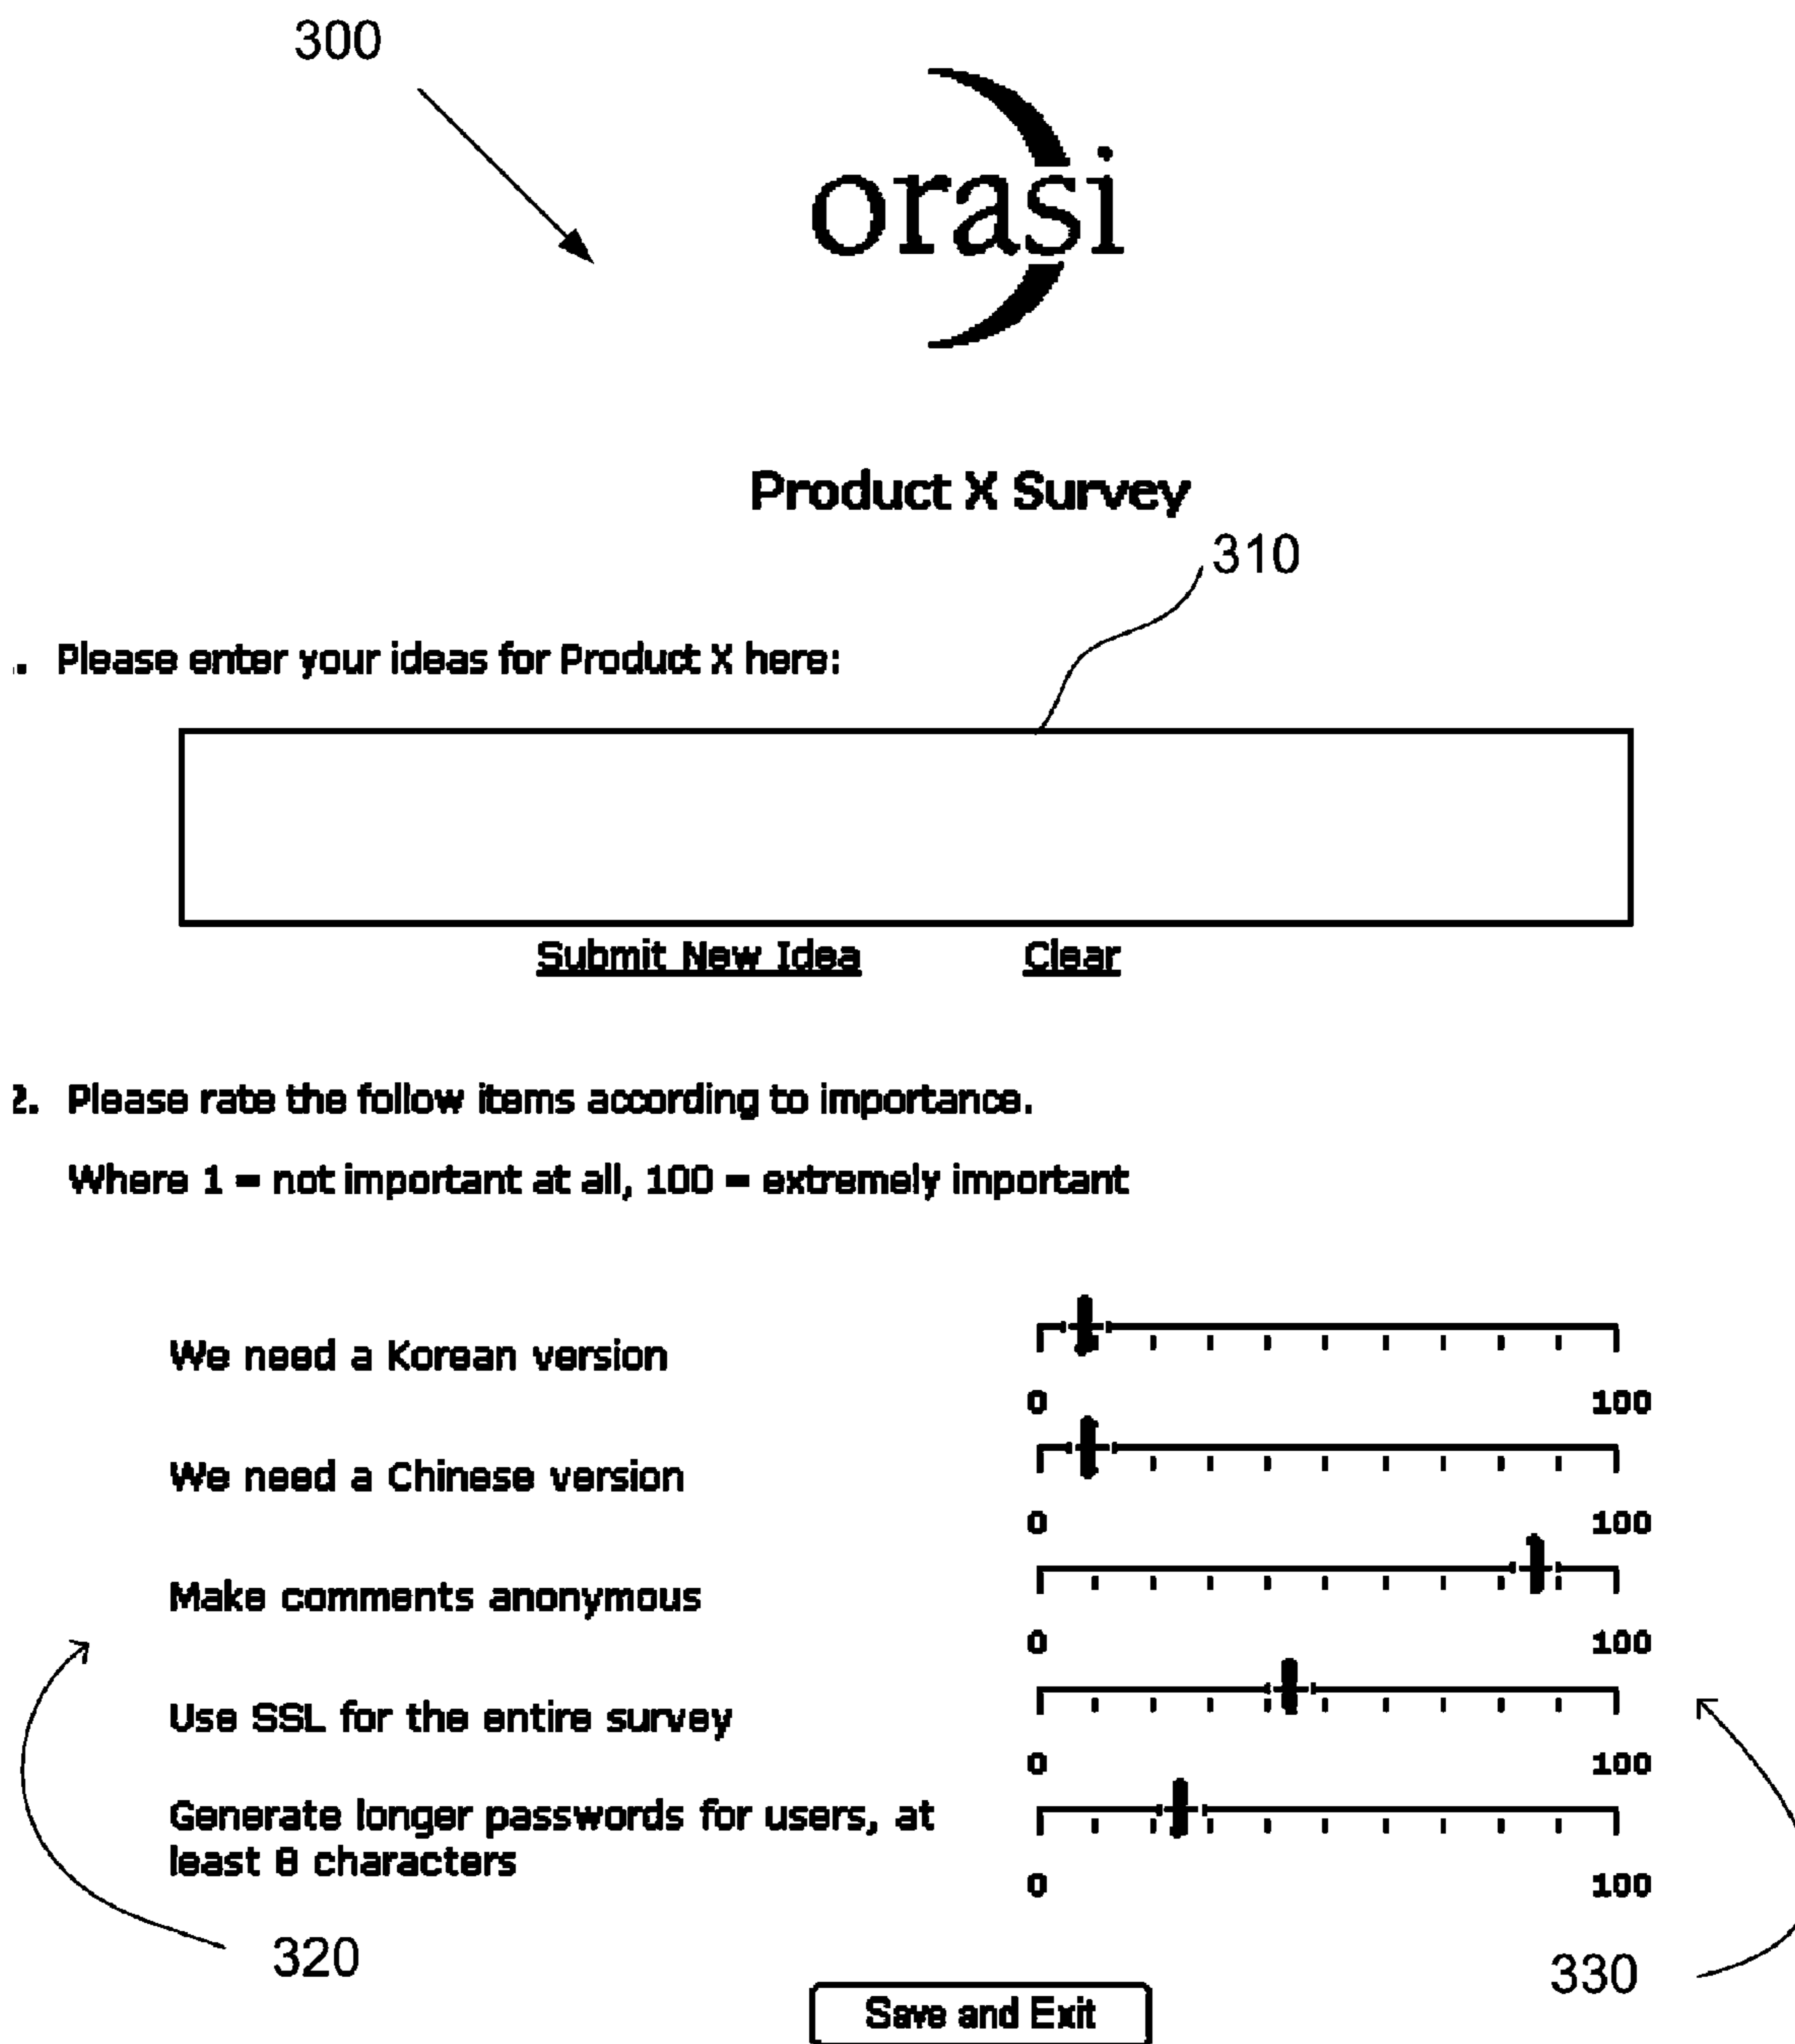 300
orasi
Product X Survey
310
. Please enter your ideas for Product X here:
Submit New Idea Clear
2. Please rate the follow items according to importance.
Where 1 = not important at all, 100 = extremely important
We need a Korean version
0 100
We need a Chinese version
0 100
Make comments anonymous
0 100
Use SSL for the entire survey
0 100
Generate longer passwords for users, at
least 8 characters
0 100
320
330
Save and Exit